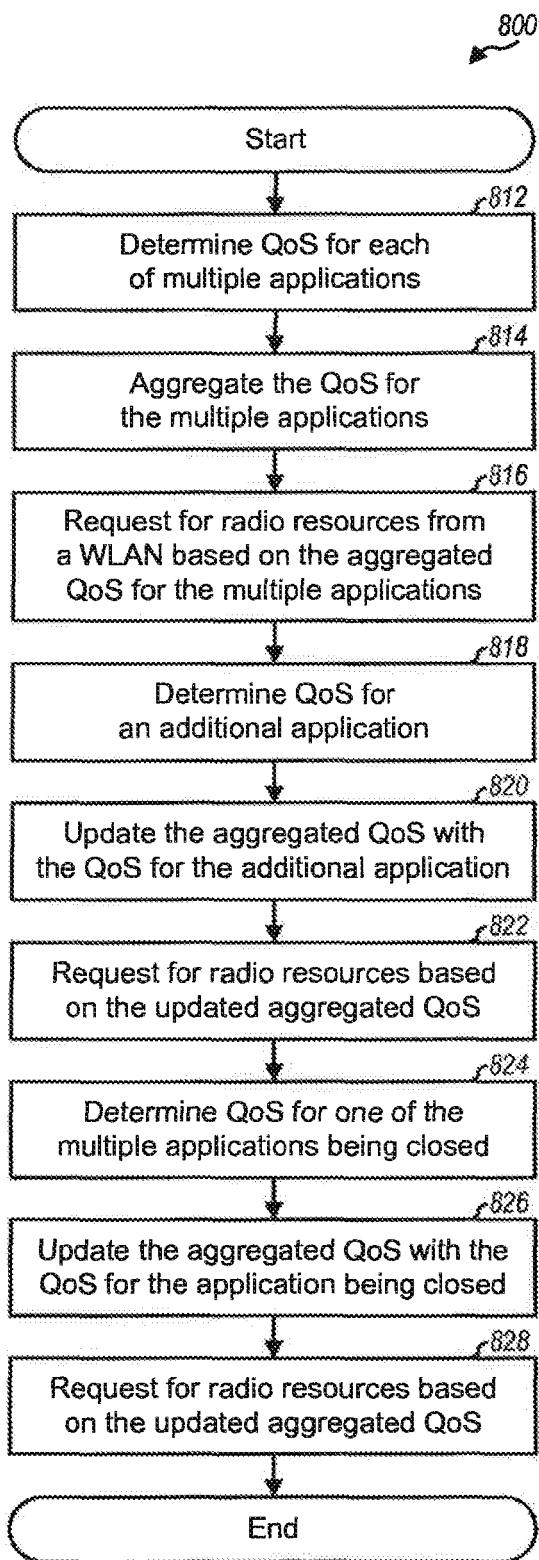 800
Start
812
Determine QoS for each
of multiple applications
814
Aggregate the QoS for
the multiple applications
816
Request for radio resources from
a WLAN based on the aggregated
QoS for the multiple applications
818
Determine QoS for
an additional application
820
Update the aggregated QoS with
the QoS for the additional application
822
Request for radio resources based
on the updated aggregated QoS
824
Determine QoS for one of the
multiple applications being closed
826
Update the aggregated QoS with the
QoS for the application being closed
828
Request for radio resources based
on the updated aggregated QoS
End